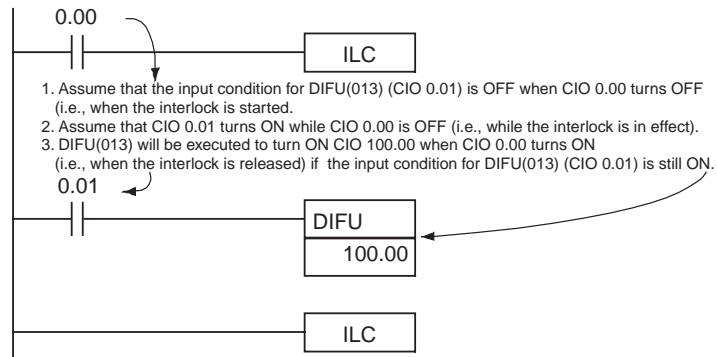 0.00
ILC
1. Assume that the input condition for DIFU(013) (CIO 0.01) is OFF when CIO 0.00 turns OFF
(i.e., when the interlock is started.
2. Assume that CIO 0.01 turns ON while CIO 0.00 is OFF (i.e., while the interlock is in effect).
3. DIFU(013) will be executed to turn ON CIO 100.00 when CIO 0.00 turns ON
(i.e., when the interlock is released) if the input condition for DIFU(013) (CIO 0.01) is still ON.
0.01
DIFU
100.00
ILC